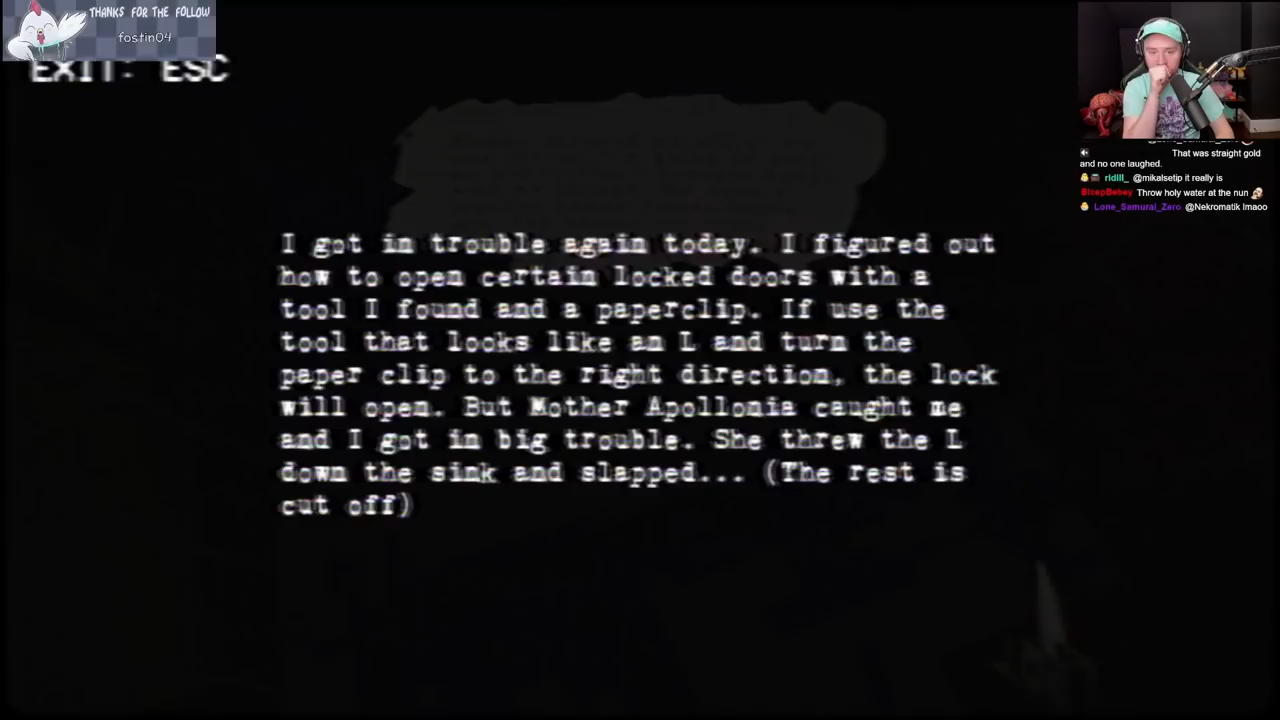 THANKS FOR THE FOLLOW
fostin04
EXIT: ESC
I got in trouble again today. I figured out
how to open certain locked doors with a
tool I found and a paperclip. If use the
tool that looks like an L and turn the
paper clip to the right direction, the lock
will open. But Mother Apollonia caught me
and I got in big trouble. She threw the L
down the sink and slapped... (The rest is
cut off)
That was straight gold
and no one laughed.
@mikalsetip it really is
BicepBebey Throw holy water at the nun
Lone_Samurai_Zero @Nekromatik lmaoo